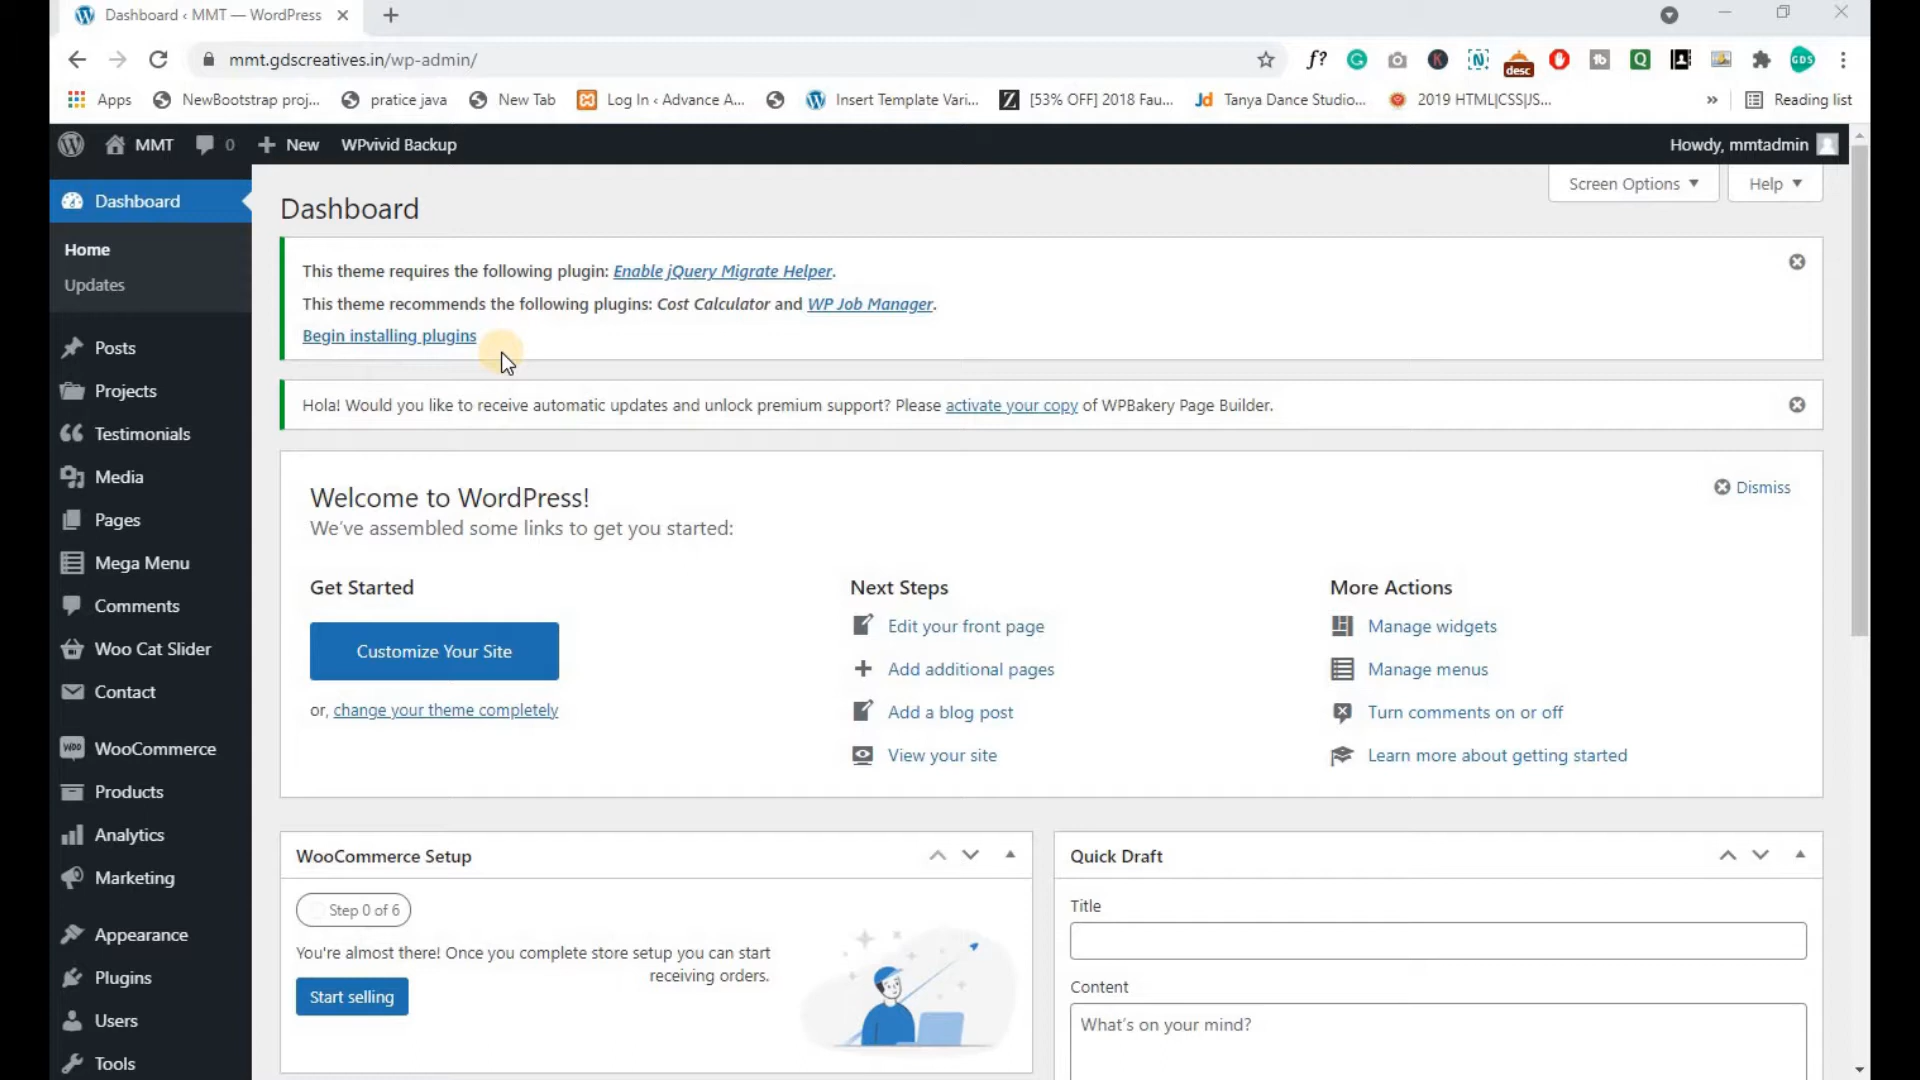 Dashboard ‹ MMT — WordPress
mmt.gdscreatives.in/wp-admin/
f?
desc
GDS
Apps
NewBootstrap proj...
pratice java
New Tab
Log In ‹ Advance A...
Insert Template Vari...
[53% OFF] 2018 Fau...
Jd Tanya Dance Studio...
2019 HTML|CSS|JS...
»
Reading list
MMT
0
New
WPvivid Backup
Howdy, mmtadmin
Dashboard
Home
Updates
Posts
Projects
Testimonials
Media
Pages
Mega Menu
Comments
Woo Cat Slider
Contact
WooCommerce
Products
Analytics
Marketing
Appearance
Plugins
Users
Tools
Screen Options
Help
Dashboard
This theme requires the following plugin: Enable jQuery Migrate Helper.
This theme recommends the following plugins: Cost Calculator and WP Job Manager.
Begin installing plugins
Hola! Would you like to receive automatic updates and unlock premium support? Please activate your copy of WPBakery Page Builder.
Welcome to WordPress!
We've assembled some links to get you started:
Dismiss
Get Started
Customize Your Site
or, change your theme completely
Next Steps
Edit your front page
Add additional pages
Add a blog post
View your site
More Actions
Manage widgets
Manage menus
Turn comments on or off
Learn more about getting started
WooCommerce Setup
Step 0 of 6
You're almost there! Once you complete store setup you can start
receiving orders.
Start selling
Quick Draft
Title
Content
What's on your mind?